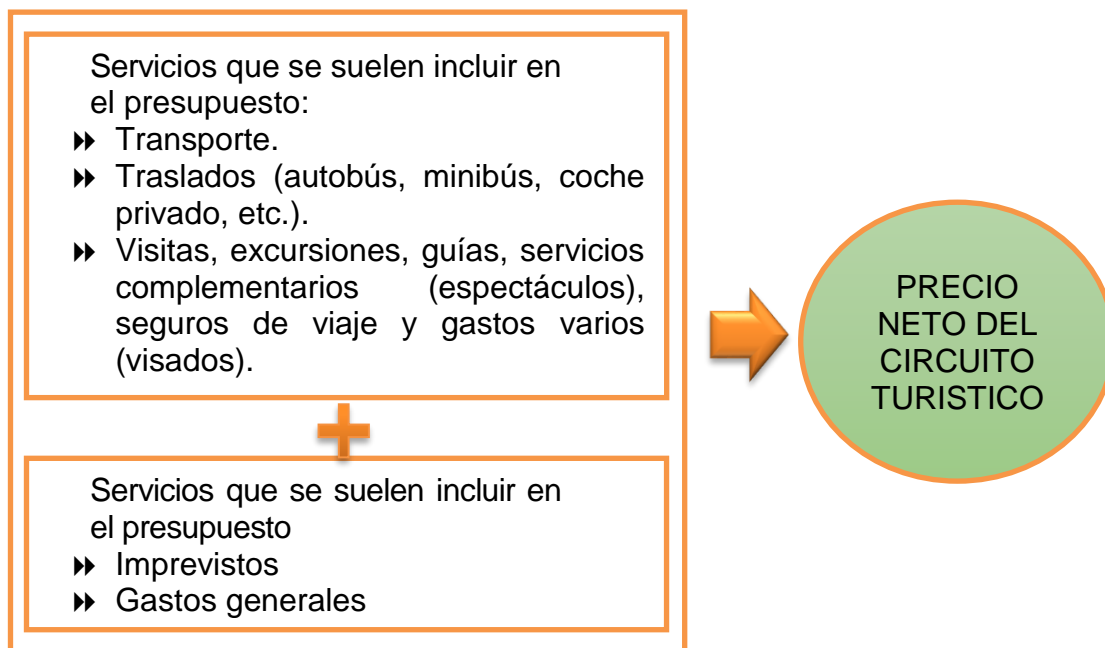 Servicios que se suelen incluir en
el presupuesto:
Transporte.
Traslados (autobús, minibús, coche
privado, etc.).
Visitas, excursiones, guías, servicios
complementarios (espectáculos),
seguros de viaje y gastos varios
(visados).
Servicios que se suelen incluir en
el presupuesto
Imprevistos
Gastos generales
PRECIO
NETO DEL
CIRCUITO
TURISTICO